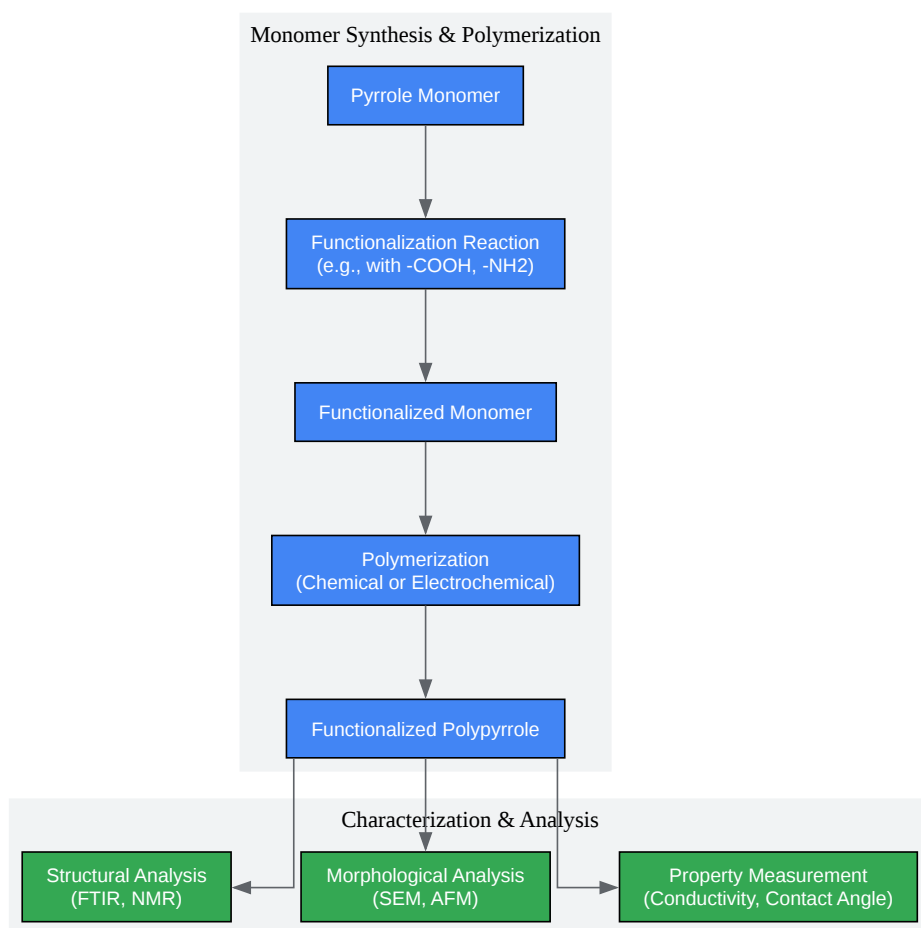 Monomer Synthesis & Polymerization
Pyrrole Monomer
Functionalization Reaction
(e.g., with -COOH, -NH2)
Functionalized Monomer
Polymerization
(Chemical or Electrochemical)
Functionalized Polypyrrole
Characterization & Analysis
Structural Analysis
(FTIR, NMR)
Morphological Analysis
(SEM, AFM)
Property Measurement
(Conductivity, Contact Angle)